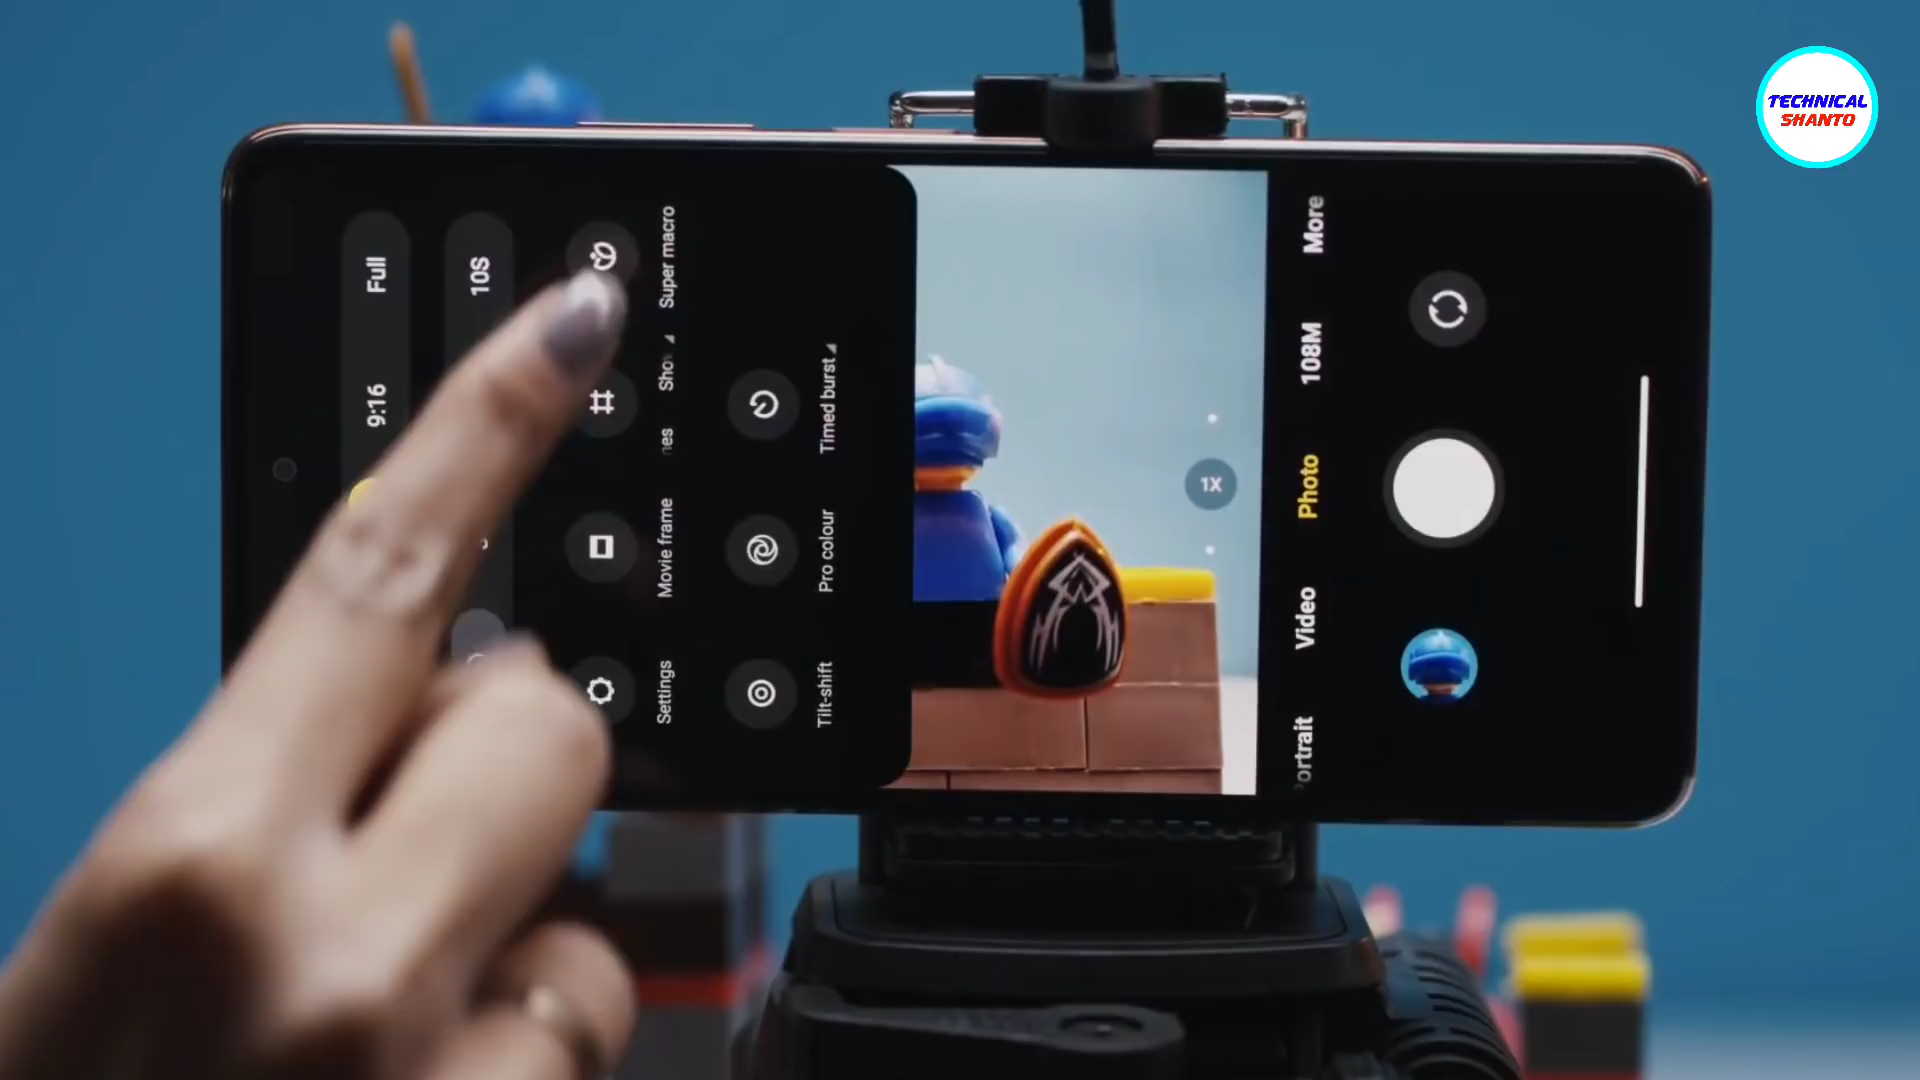 TECHNICAL
SHANTO
Full
9:16
10S
Super macro
Movie frame
Settings
Timed burst
Pro colour
Tilt-shift
1X
More
108M
Photo
Video